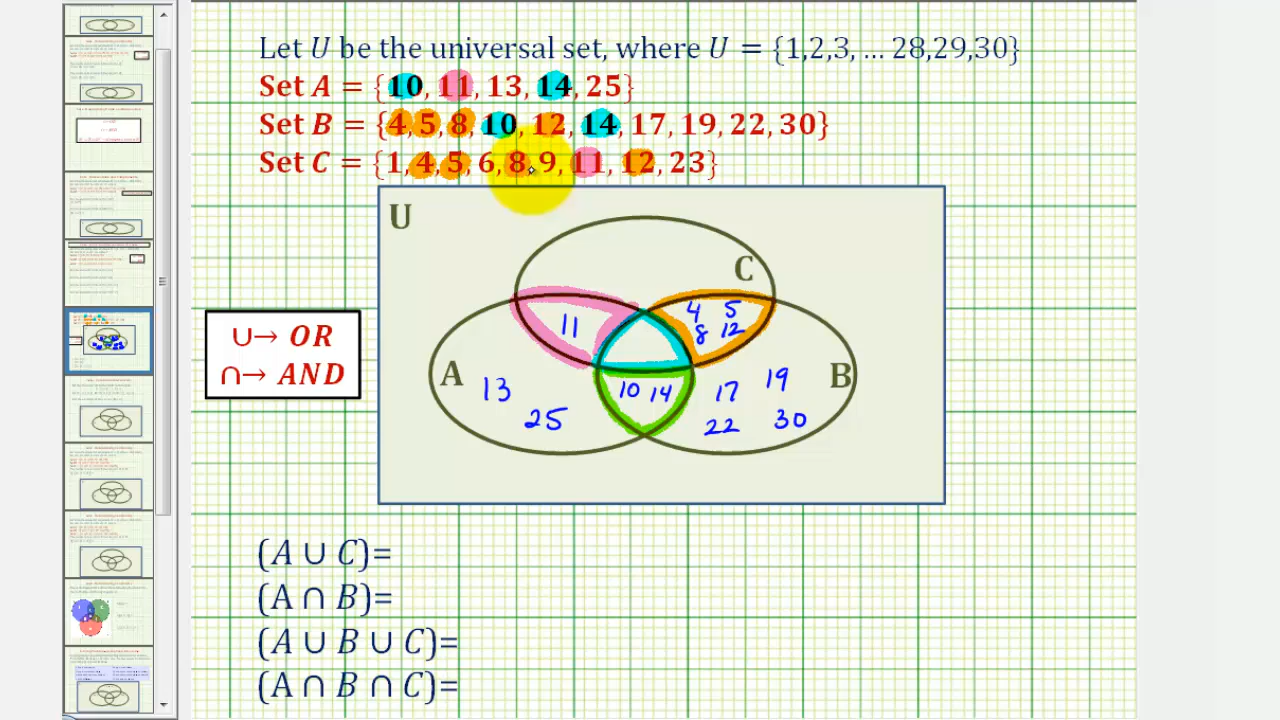 Let U be the universal set, where U = {1,2,3, … 28,29,30}
Set A = {10, 11, 13, 14, 25}
Set B = {4, 5, 8, 10, 12, 14, 17, 19, 22, 30}
Set C = {1, 4, 5, 6, 8, 9, 11, 12, 23}
U
C
4 5
11 8 12
∪→ OR
∩→ AND
A 13 25
10 14
17 19 B
22 30
(A ∪ C)=
(A ∩ B)=
(A ∪ B ∪ C)=
(A ∩ B ∩ C)=